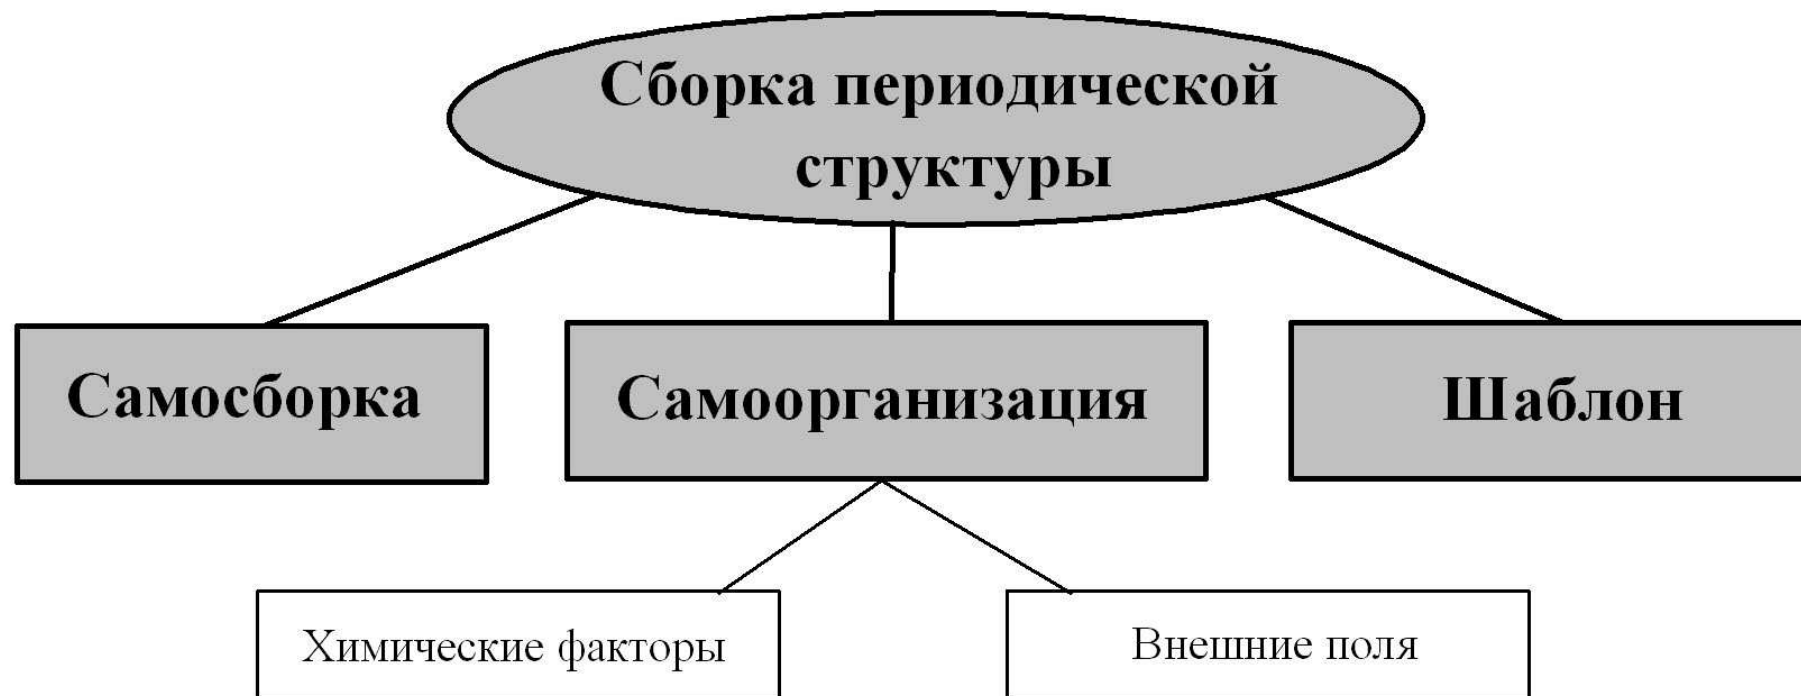 Сборка периодической
структуры
Самосборка
Самоорганизация
Шаблон
Химические факторы
Внешние поля